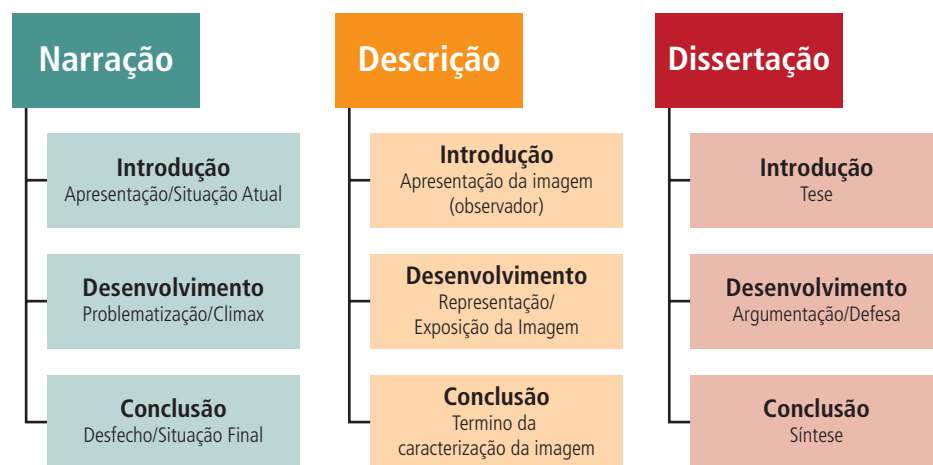 Narração
Introdução
Apresentação/Situação Atual
Desenvolvimento
Problematização/Climax
Conclusão
Desfecho/Situação Final
Descrição
Introdução
Apresentação da imagem
(observador)
Desenvolvimento
Representação/
Exposição da Imagem
Conclusão
Termino da
caracterização da imagem
Dissertação
Introdução
Tese
Desenvolvimento
Argumentação/Defesa
Conclusão
Síntese